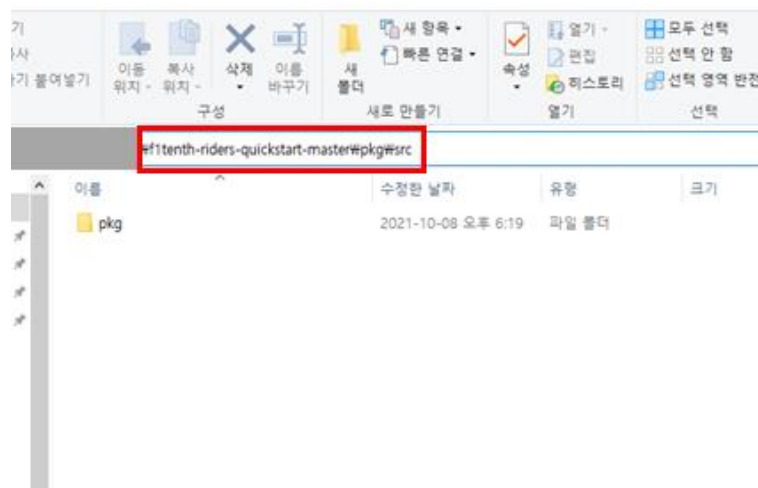 기
이동 위치 복사 위치 삭제 이름 바꾸기 새 폴더 새 항목 빠른 연결 속성 열기 편집 히스토리 모두 선택 선택 안 함 선택 영역 반전
기 붙여넣기
구성 새로 만들기 열기 선택
₩f1tenth-riders-quickstart-master₩pkg₩src
이름 수정한 날짜 유형 크기
pkg 2021-10-08 오후 6:19 파일 폴더